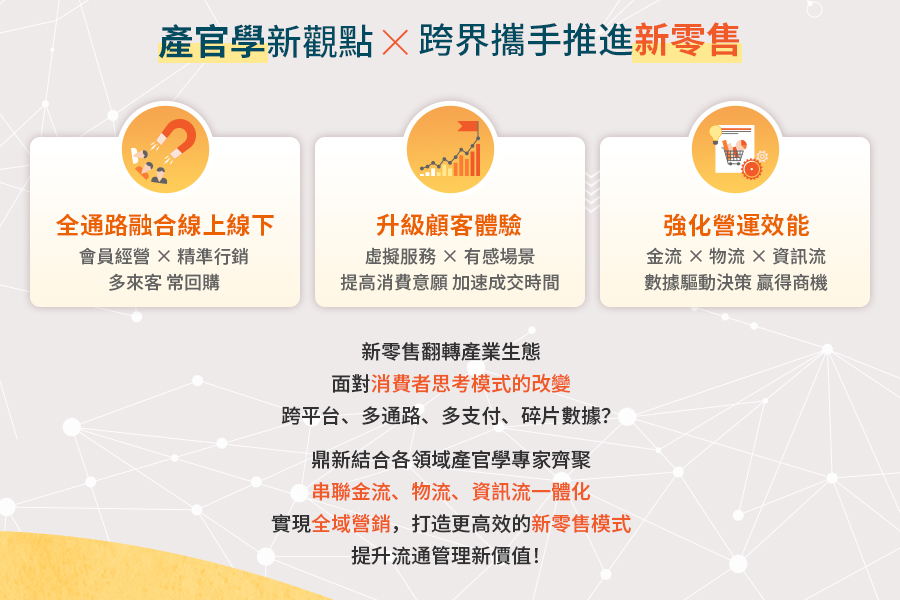 產官學新觀點 × 跨界攜手推進新零售
全通路融合線上線下
會員經營 × 精準行銷
多來客 常回購
升級顧客體驗
虛擬服務 × 有感場景
提高消費意願 加速成交時間
強化營運效能
金流 × 物流 × 資訊流
數據驅動決策 贏得商機
新零售翻轉產業生態
面對消費者思考模式的改變
跨平台、多通路、多支付、碎片數據?
鼎新結合各領域產官學專家齊聚
串聯金流、物流、資訊流一體化
實現全域營銷，打造更高效的新零售模式
提升流通管理新價值!